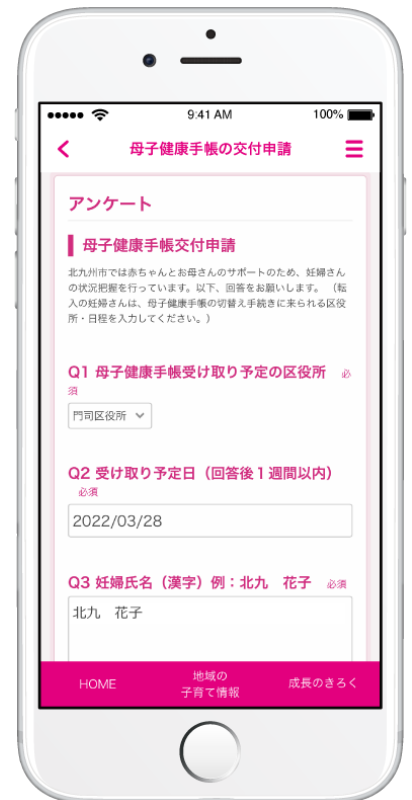 9:41 AM 100%
母子健康手帳の交付申請
アンケート
母子健康手帳交付申請
北九州市では赤ちゃんとお母さんのサポートのため、妊婦さん
の状況把握を行っています。以下、回答をお願いします。（転
入の妊婦さんは、母子健康手帳の切替え手続きに来られる区役
所・日程を入力してください。）
Q1 母子健康手帳受け取り予定の区役所 必
須
門司区役所
Q2 受け取り予定日（回答後１週間以内）
必須
2022/03/28
Q3 妊婦氏名（漢字）例：北九　花子 必須
北九　花子
HOME
地域の
子育て情報
成長のきろく